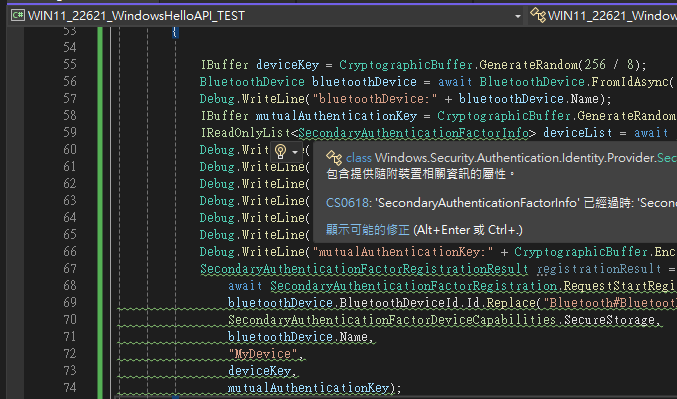 WIN11_22621_WindowsHelloAPI_TEST WIN11_22621_Window
53 {
54
55 IBuffer deviceKey = CryptographicBuffer.GenerateRandom(256 / 8);
56 BluetoothDevice bluetoothDevice = await BluetoothDevice.FromIdAsync(
57 Debug.WriteLine("bluetoothDevice:" + bluetoothDevice.Name);
58 IBuffer mutualAuthenticationKey = CryptographicBuffer.GenerateRandom
59 IReadOnlyList<SecondaryAuthenticationFactorInfo> deviceList = await
60 Debug.WriteLine(
61 Debug.WriteLine(
62 Debug.WriteLine(
63 Debug.WriteLine(
64 Debug.WriteLine(
65 Debug.WriteLine(
class Windows.Security.Authentication.Identity.Provider.Sec
包含提供隨附裝置相關資訊的屬性。
CS0618: 'SecondaryAuthenticationFactorInfo' 已經過時: 'Secon
顯示可能的修正 (Alt+Enter 或 Ctrl+.)
66 Debug.WriteLine("mutualAuthenticationKey:" + CryptographicBuffer.Enc
67 SecondaryAuthenticationFactorRegistrationResult registrationResult =
68 await SecondaryAuthenticationFactorRegistration.RequestStartRegi
69 bluetoothDevice.BluetoothDeviceId.Id.Replace("Bluetooth#Bluetoot
70 SecondaryAuthenticationFactorDeviceCapabilities.SecureStorage,
71 bluetoothDevice.Name,
72 "MyDevice",
73 deviceKey,
74 mutualAuthenticationKey);